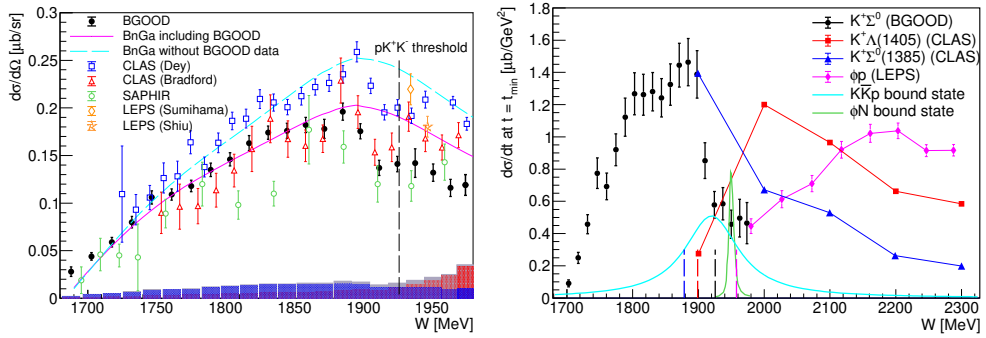 dσ/dΩ [μb/sr]
0.3
0.25
0.2
0.15
0.1
0.05
0
BGOOD
BnGa including BGOOD
BnGa without BGOOD data
CLAS (Dey)
CLAS (Bradford)
SAPHIR
LEPS (Sumihama)
LEPS (Shiu)
pK⁺K⁻ threshold
1700 1750 1800 1850 1900 1950
W [MeV]
dσ/dt at t = t_min [μb/GeV²]
1.8
1.6
1.4
1.2
1
0.8
0.6
0.4
0.2
0
K⁺Σ⁰ (BGOOD)
K⁺Λ(1405) (CLAS)
K⁺Σ⁰(1385) (CLAS)
ϕp (LEPS)
KKp bound state
ϕN bound state
1700 1800 1900 2000 2100 2200 2300
W [MeV]